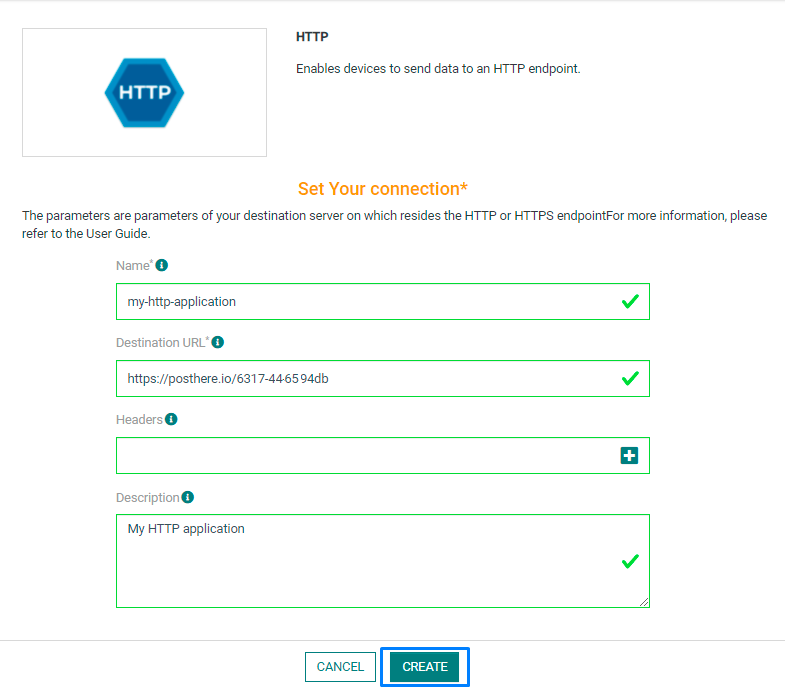 HTTP
HTTP
Enables devices to send data to an HTTP endpoint.
Set Your connection*
The parameters are parameters of your destination server on which resides the HTTP or HTTPS endpointFor more information, please
refer to the User Guide.
Name*
my-http-application
Destination URL*
https://posthere.io/6317-44-6594db
Headers
Description
My HTTP application
CANCEL
CREATE